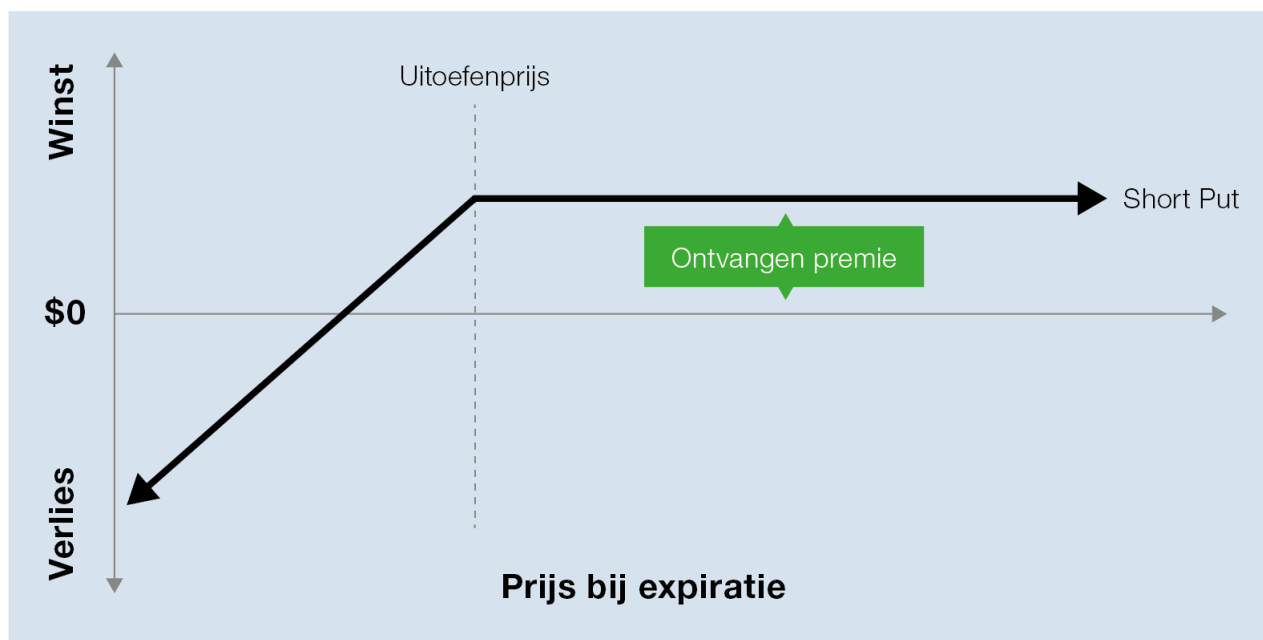 Winst
Uitoefenprijs
Short Put
Ontvangen premie
$0
Verlies
Prijs bij expiratie